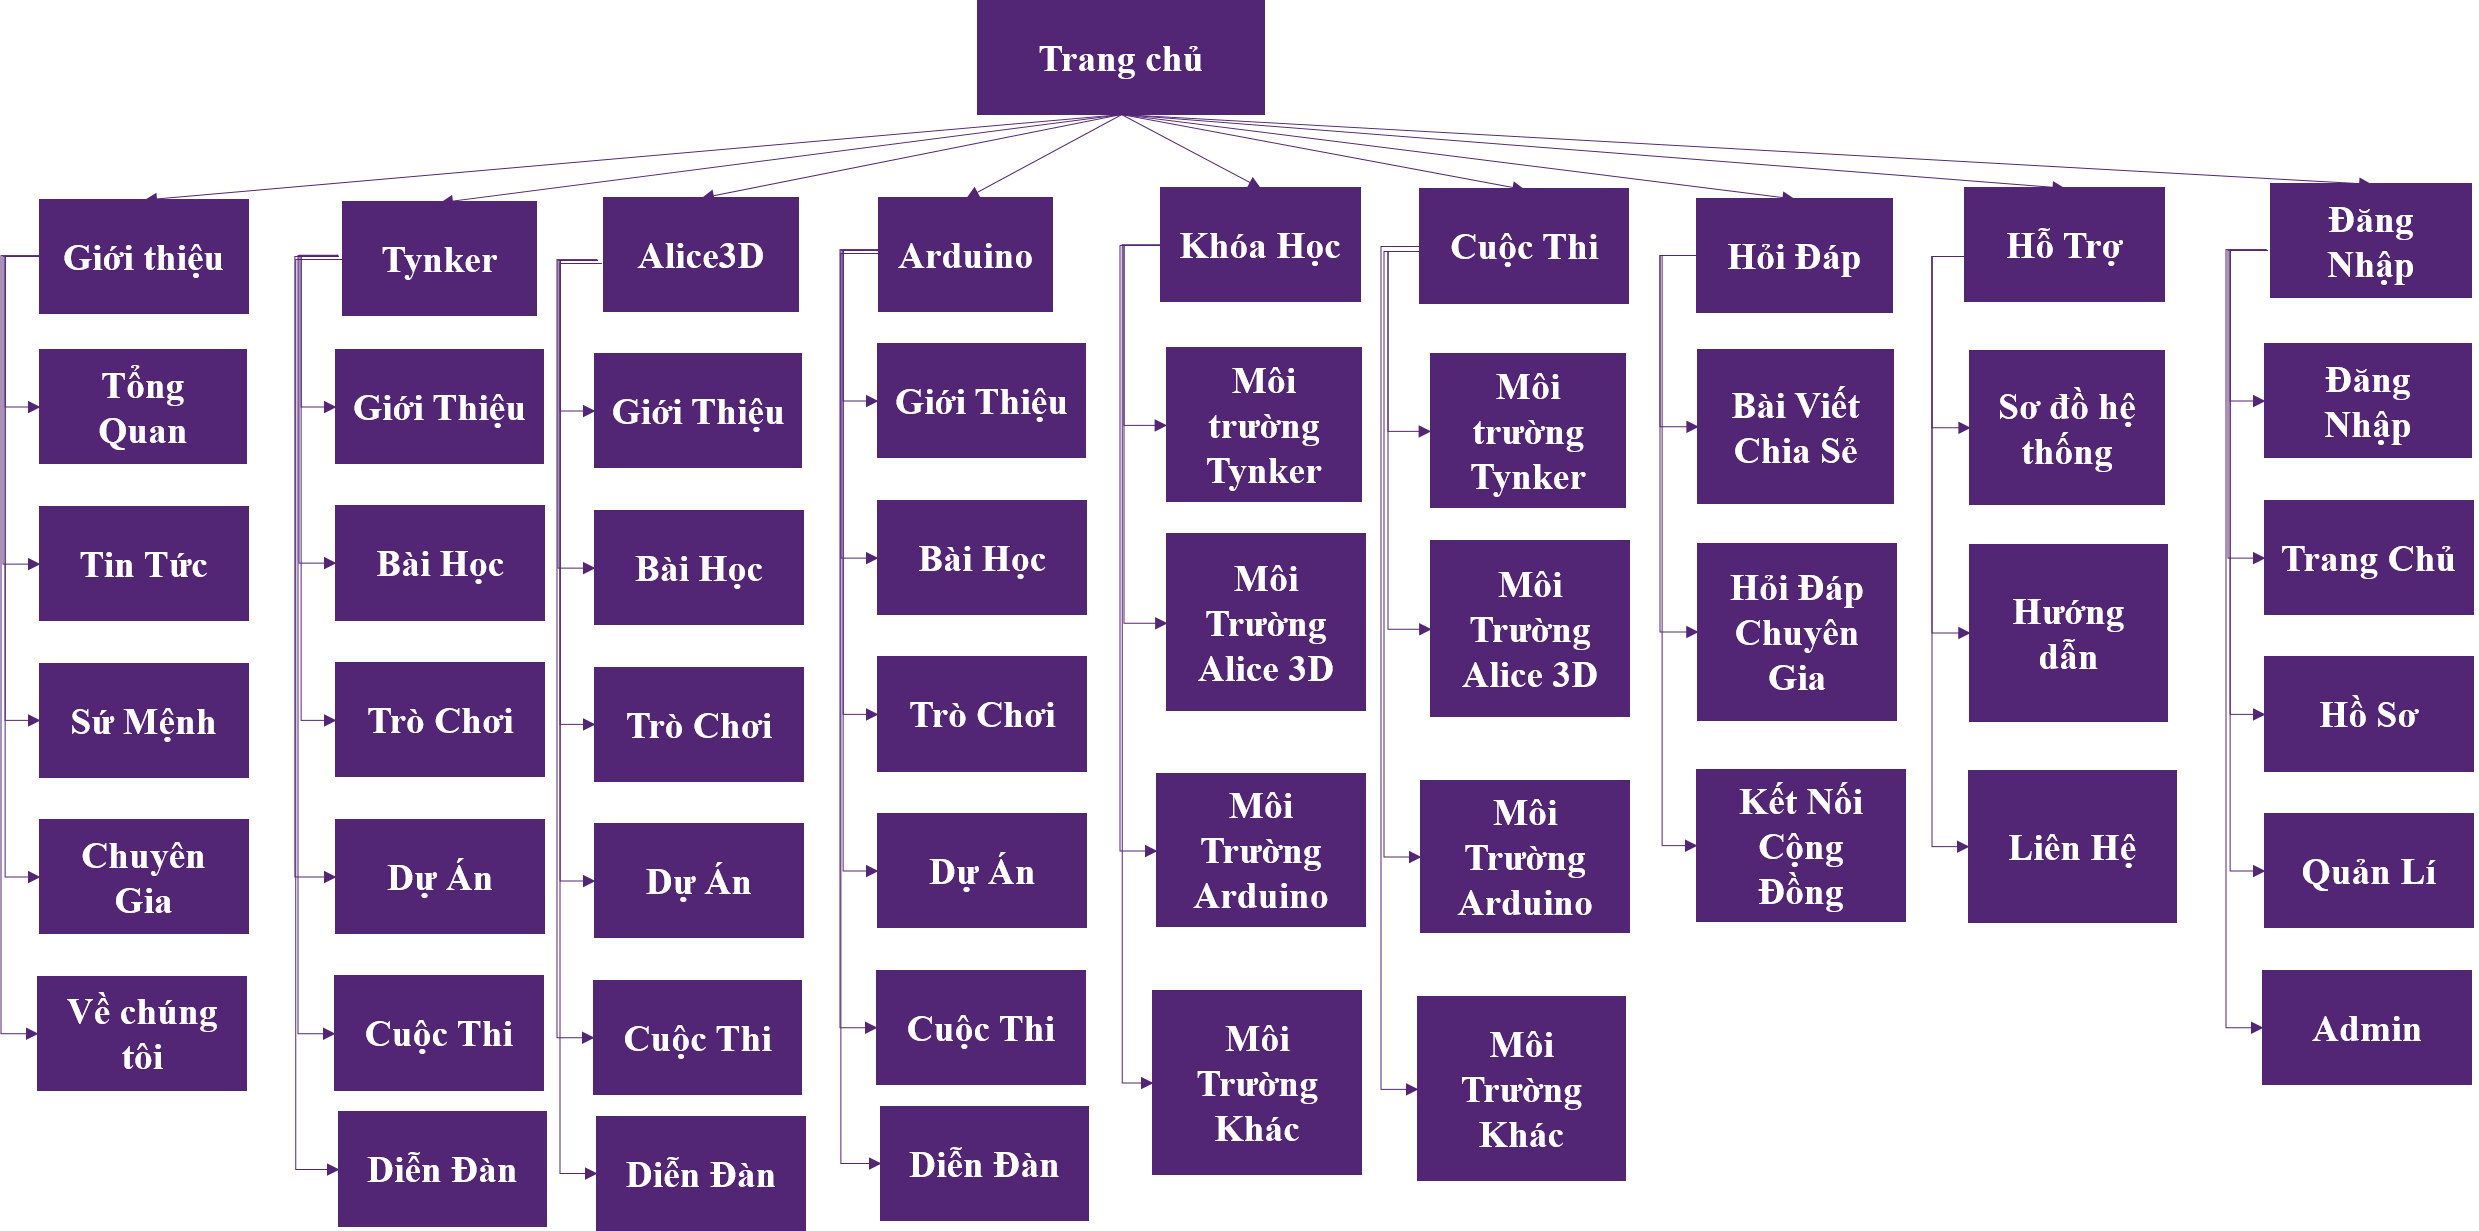 Trang chủ
Giới thiệu
Tổng
Quan
Tin Tức
Sứ Mệnh
Chuyên
Gia
Về chúng
tôi
Tynker
Giới Thiệu
Bài Học
Trò Chơi
Dự Án
Cuộc Thi
Diễn Đàn
Alice3D
Giới Thiệu
Bài Học
Trò Chơi
Dự Án
Cuộc Thi
Diễn Đàn
Arduino
Giới Thiệu
Bài Học
Trò Chơi
Dự Án
Cuộc Thi
Diễn Đàn
Khóa Học
Môi
trường
Tynker
Môi
Trường
Alice 3D
Môi
Trường
Arduino
Môi
Trường
Khác
Cuộc Thi
Môi
trường
Tynker
Môi
Trường
Alice 3D
Môi
Trường
Arduino
Môi
Trường
Khác
Hỏi Đáp
Bài Viết
Chia Sẻ
Hỏi Đáp
Chuyên
Gia
Kết Nối
Cộng
Đồng
Hỗ Trợ
Sơ đồ hệ
thống
Hướng
dẫn
Liên Hệ
Đăng
Nhập
Đăng
Nhập
Trang Chủ
Hồ Sơ
Quản Lí
Admin